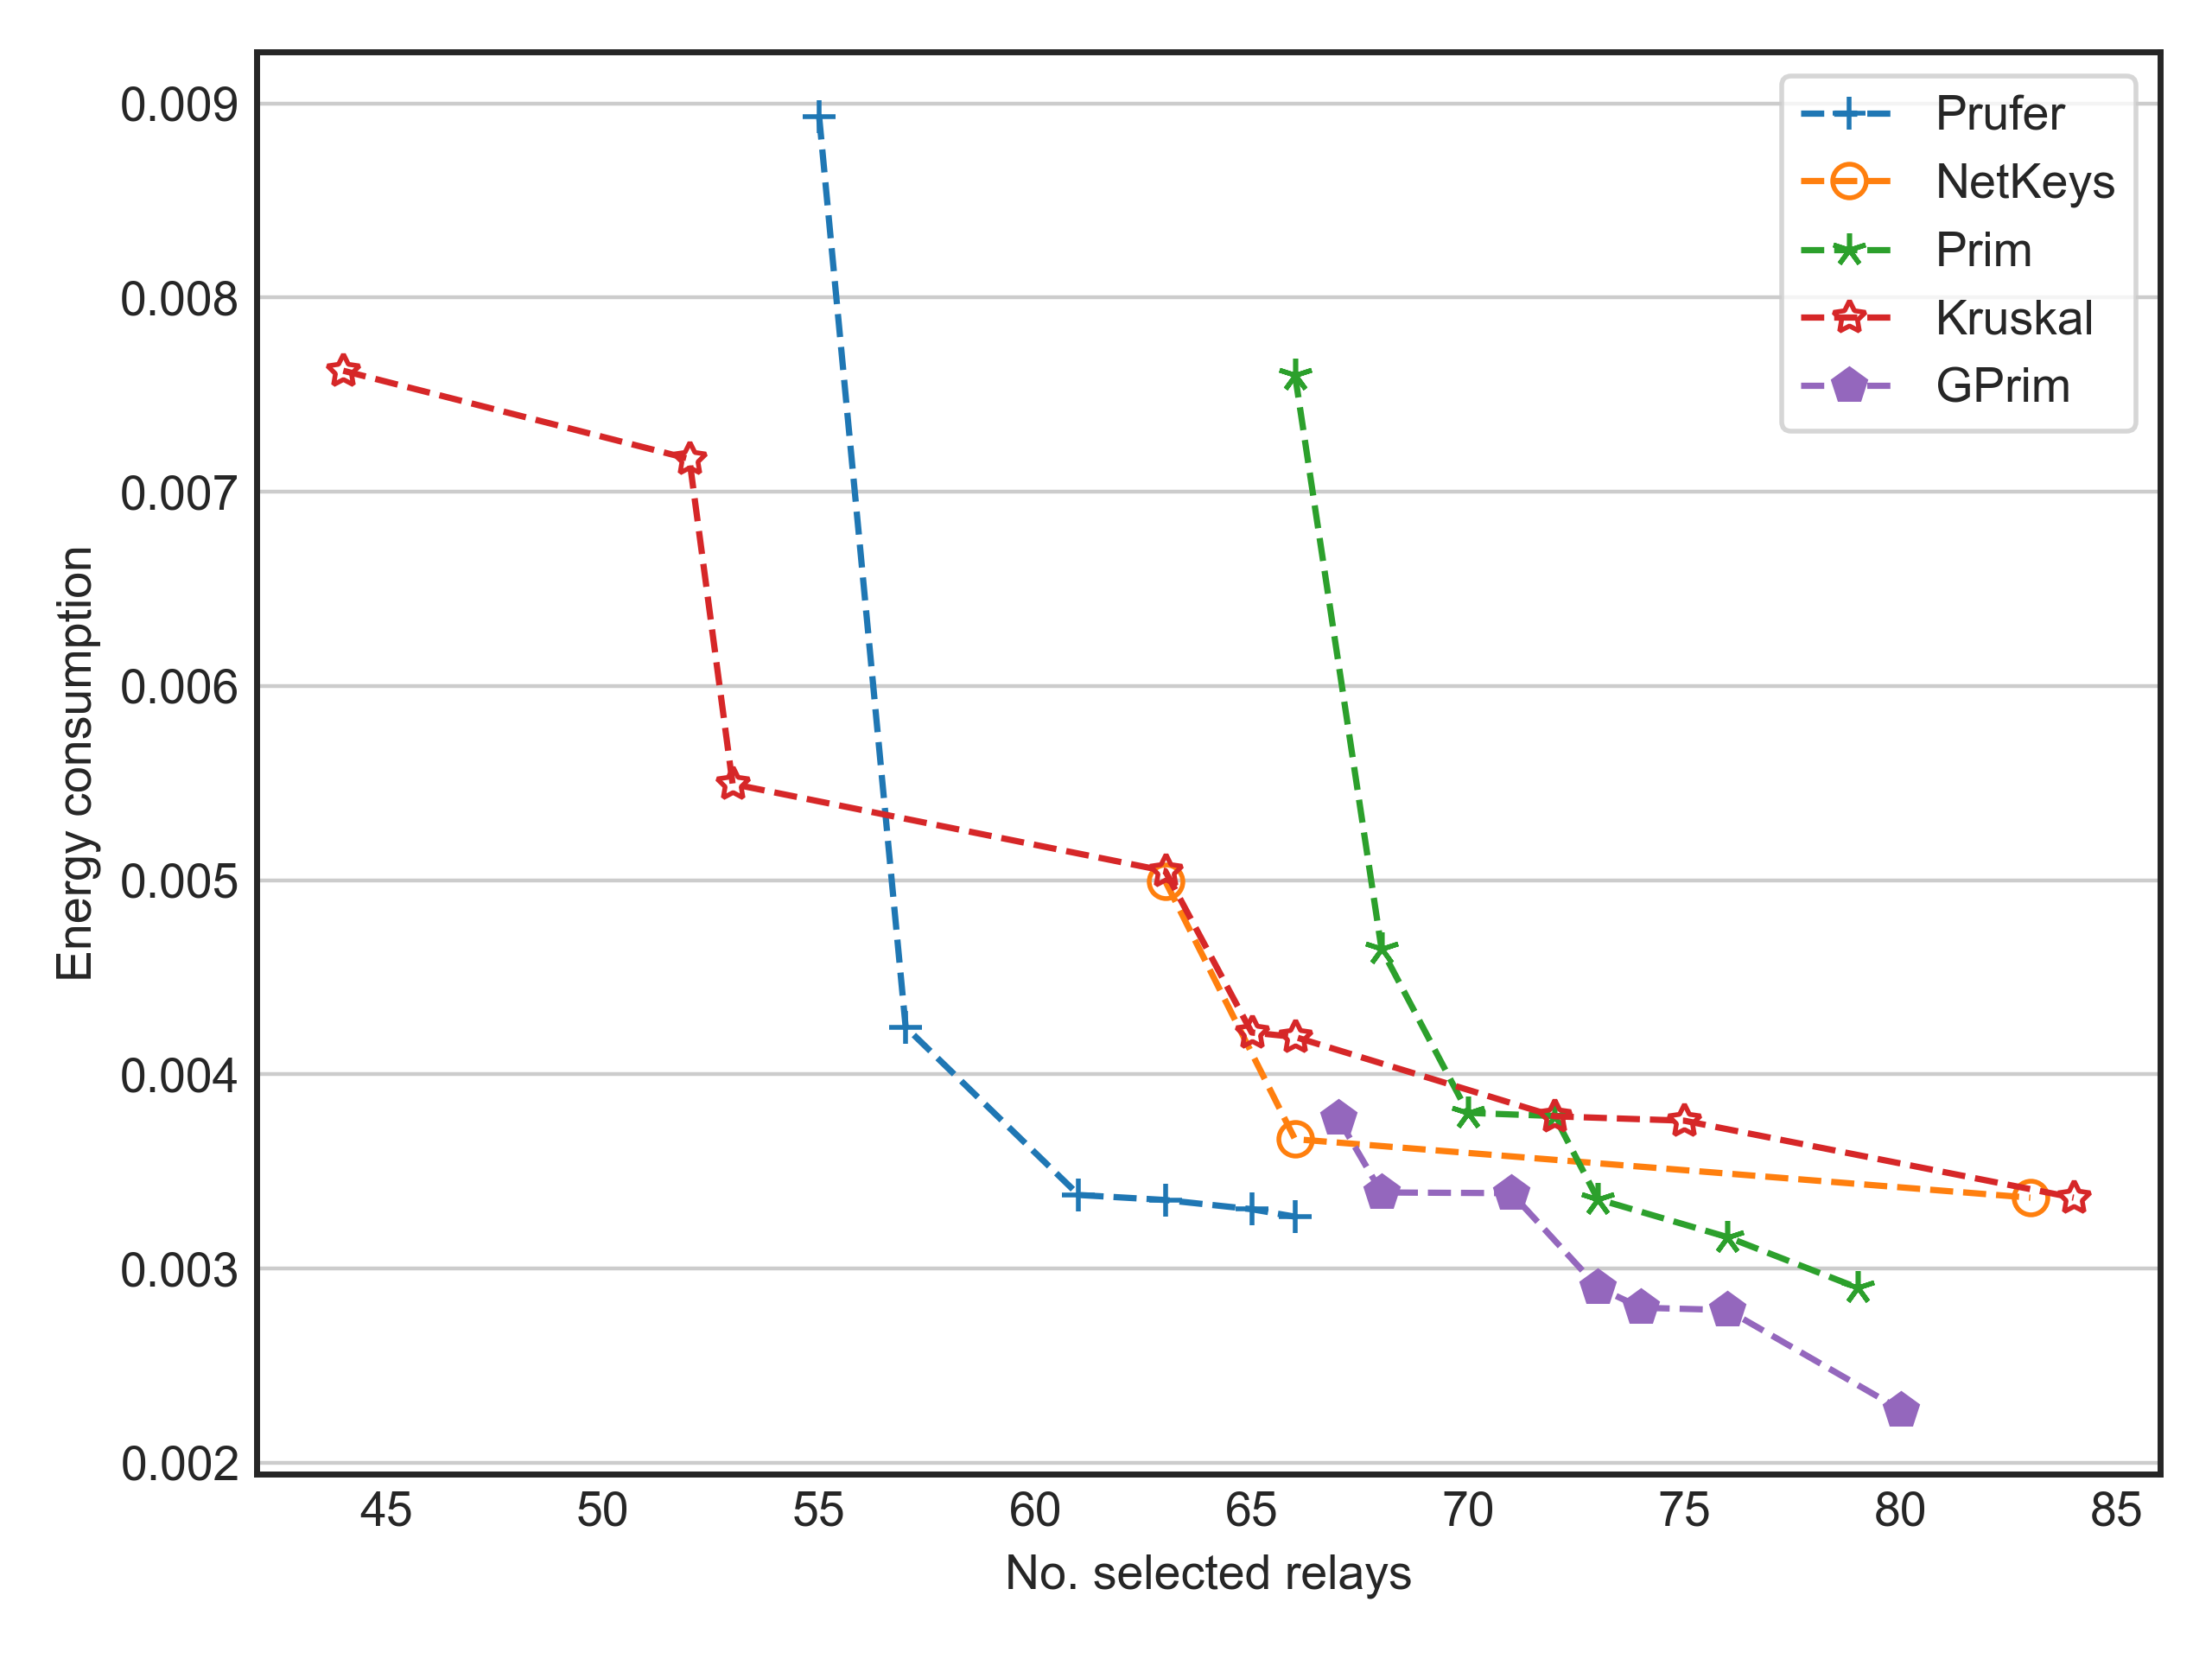 Prufer
NetKeys
Prim
Kruskal
GPrim
Energy consumption
0.009
0.008
0.007
0.006
0.005
0.004
0.003
0.002
45 50 55 60 65 70 75 80 85
No. selected relays